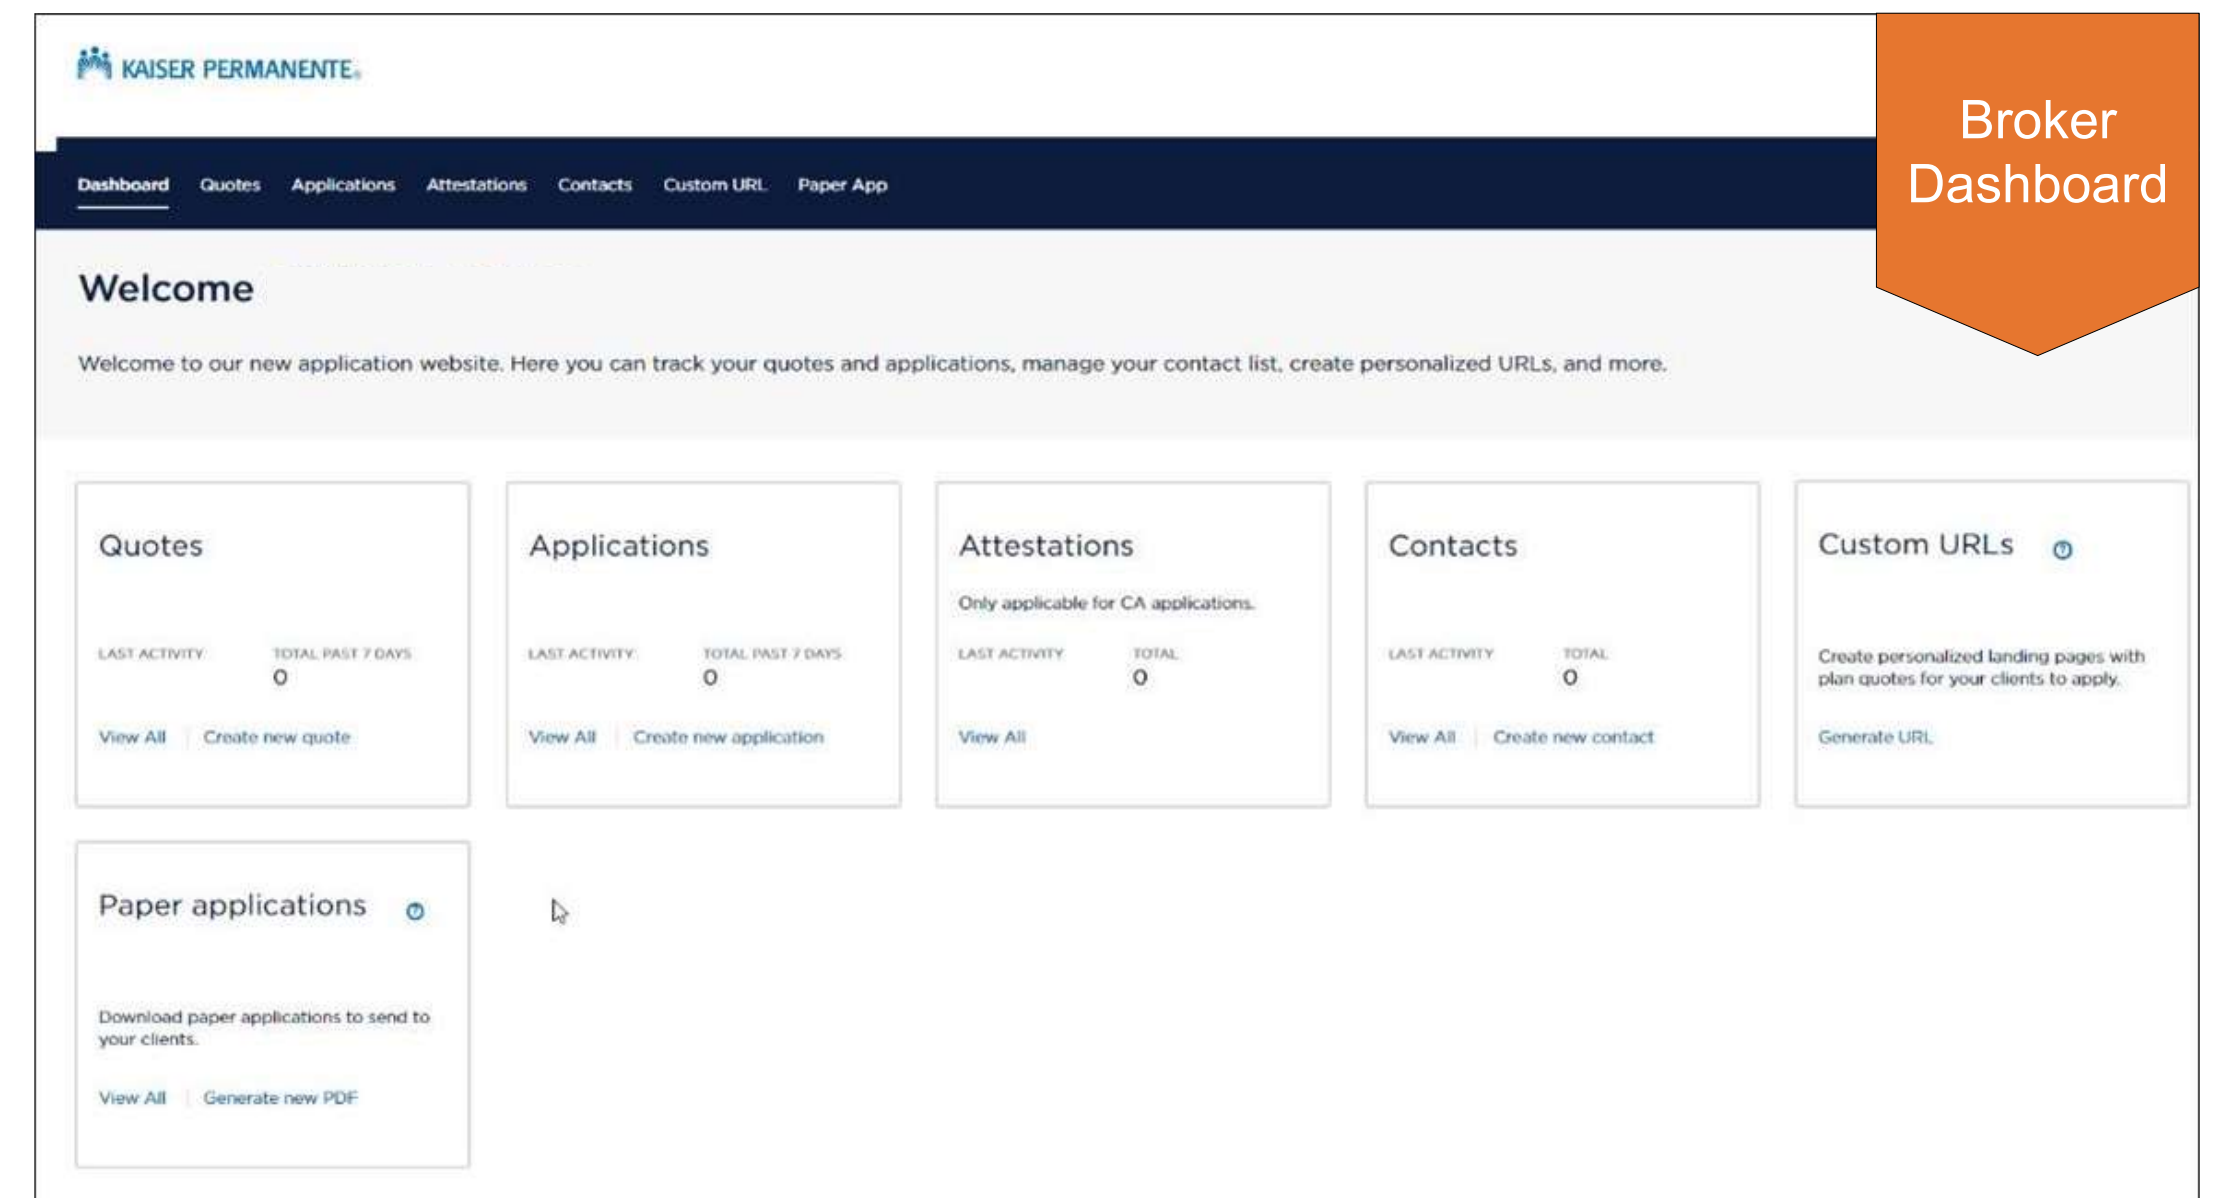 KAISER PERMANENTE®
Broker
Dashboard
Dashboard Quotes Applications Attestations Contacts Custom URL Paper App
Welcome
Welcome to our new application website. Here you can track your quotes and applications, manage your contact list, create personalized URLs, and more.
Quotes
LAST ACTIVITY TOTAL PAST 7 DAYS
0
View All Create new quote
Applications
LAST ACTIVITY TOTAL PAST 7 DAYS
0
View All Create new application
Attestations
Only applicable for CA applications.
LAST ACTIVITY TOTAL
0
View All
Contacts
LAST ACTIVITY TOTAL
0
View All Create new contact
Custom URLs ?
Create personalized landing pages with
plan quotes for your clients to apply.
Generate URL
Paper applications ?
Download paper applications to send to
your clients.
View All Generate new PDF